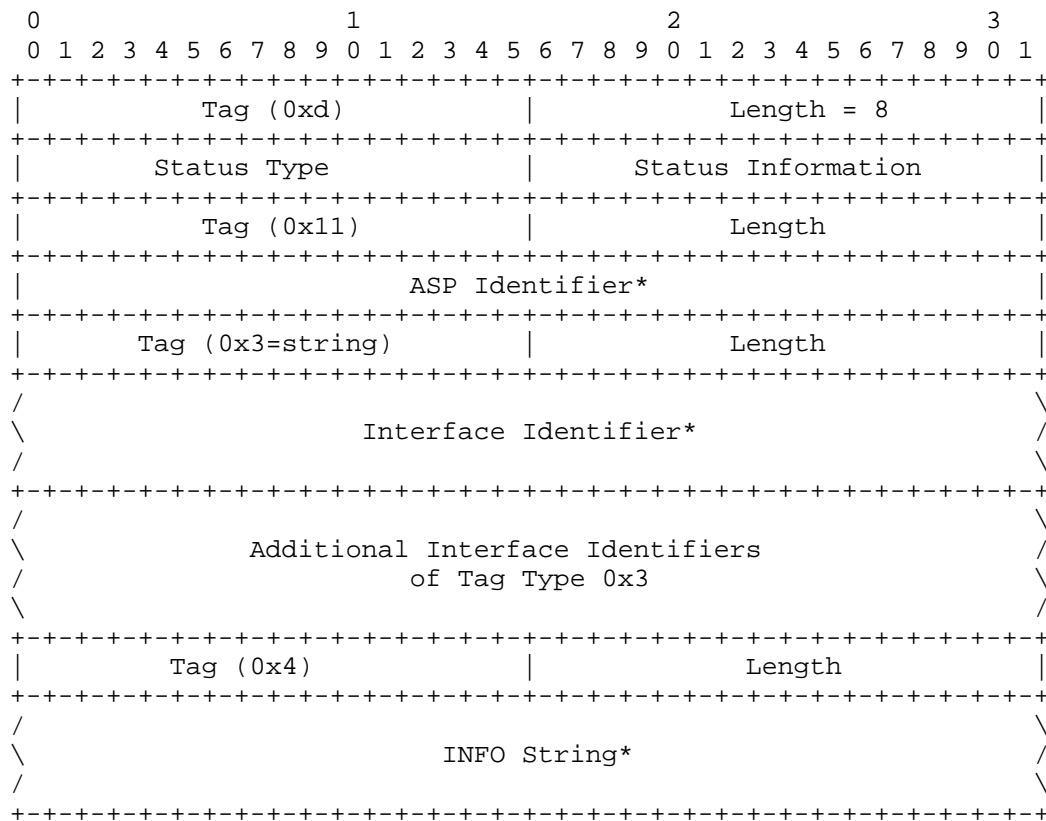 0                   1                   2                   3
 0 1 2 3 4 5 6 7 8 9 0 1 2 3 4 5 6 7 8 9 0 1 2 3 4 5 6 7 8 9 0 1
+-+-+-+-+-+-+-+-+-+-+-+-+-+-+-+-+-+-+-+-+-+-+-+-+-+-+-+-+-+-+-+-+
|           Tag (0xd)           |            Length = 8         |
+-+-+-+-+-+-+-+-+-+-+-+-+-+-+-+-+-+-+-+-+-+-+-+-+-+-+-+-+-+-+-+-+
|        Status Type            |      Status Information       |
+-+-+-+-+-+-+-+-+-+-+-+-+-+-+-+-+-+-+-+-+-+-+-+-+-+-+-+-+-+-+-+-+
|           Tag (0x11)          |            Length             |
+-+-+-+-+-+-+-+-+-+-+-+-+-+-+-+-+-+-+-+-+-+-+-+-+-+-+-+-+-+-+-+-+
|                        ASP Identifier*                        |
+-+-+-+-+-+-+-+-+-+-+-+-+-+-+-+-+-+-+-+-+-+-+-+-+-+-+-+-+-+-+-+-+
|       Tag (0x3=string)        |            Length             |
+-+-+-+-+-+-+-+-+-+-+-+-+-+-+-+-+-+-+-+-+-+-+-+-+-+-+-+-+-+-+-+-+
/                                                               \
\                     Interface Identifier*                     /
/                                                               \
+-+-+-+-+-+-+-+-+-+-+-+-+-+-+-+-+-+-+-+-+-+-+-+-+-+-+-+-+-+-+-+-+
/                                                               \
\              Additional Interface Identifiers                 /
/                        of Tag Type 0x3                        \
\                                                               /
+-+-+-+-+-+-+-+-+-+-+-+-+-+-+-+-+-+-+-+-+-+-+-+-+-+-+-+-+-+-+-+-+
|         Tag (0x4)             |             Length            |
+-+-+-+-+-+-+-+-+-+-+-+-+-+-+-+-+-+-+-+-+-+-+-+-+-+-+-+-+-+-+-+-+
/                                                               \
\                          INFO String*                         /
/                                                               \
+-+-+-+-+-+-+-+-+-+-+-+-+-+-+-+-+-+-+-+-+-+-+-+-+-+-+-+-+-+-+-+-+